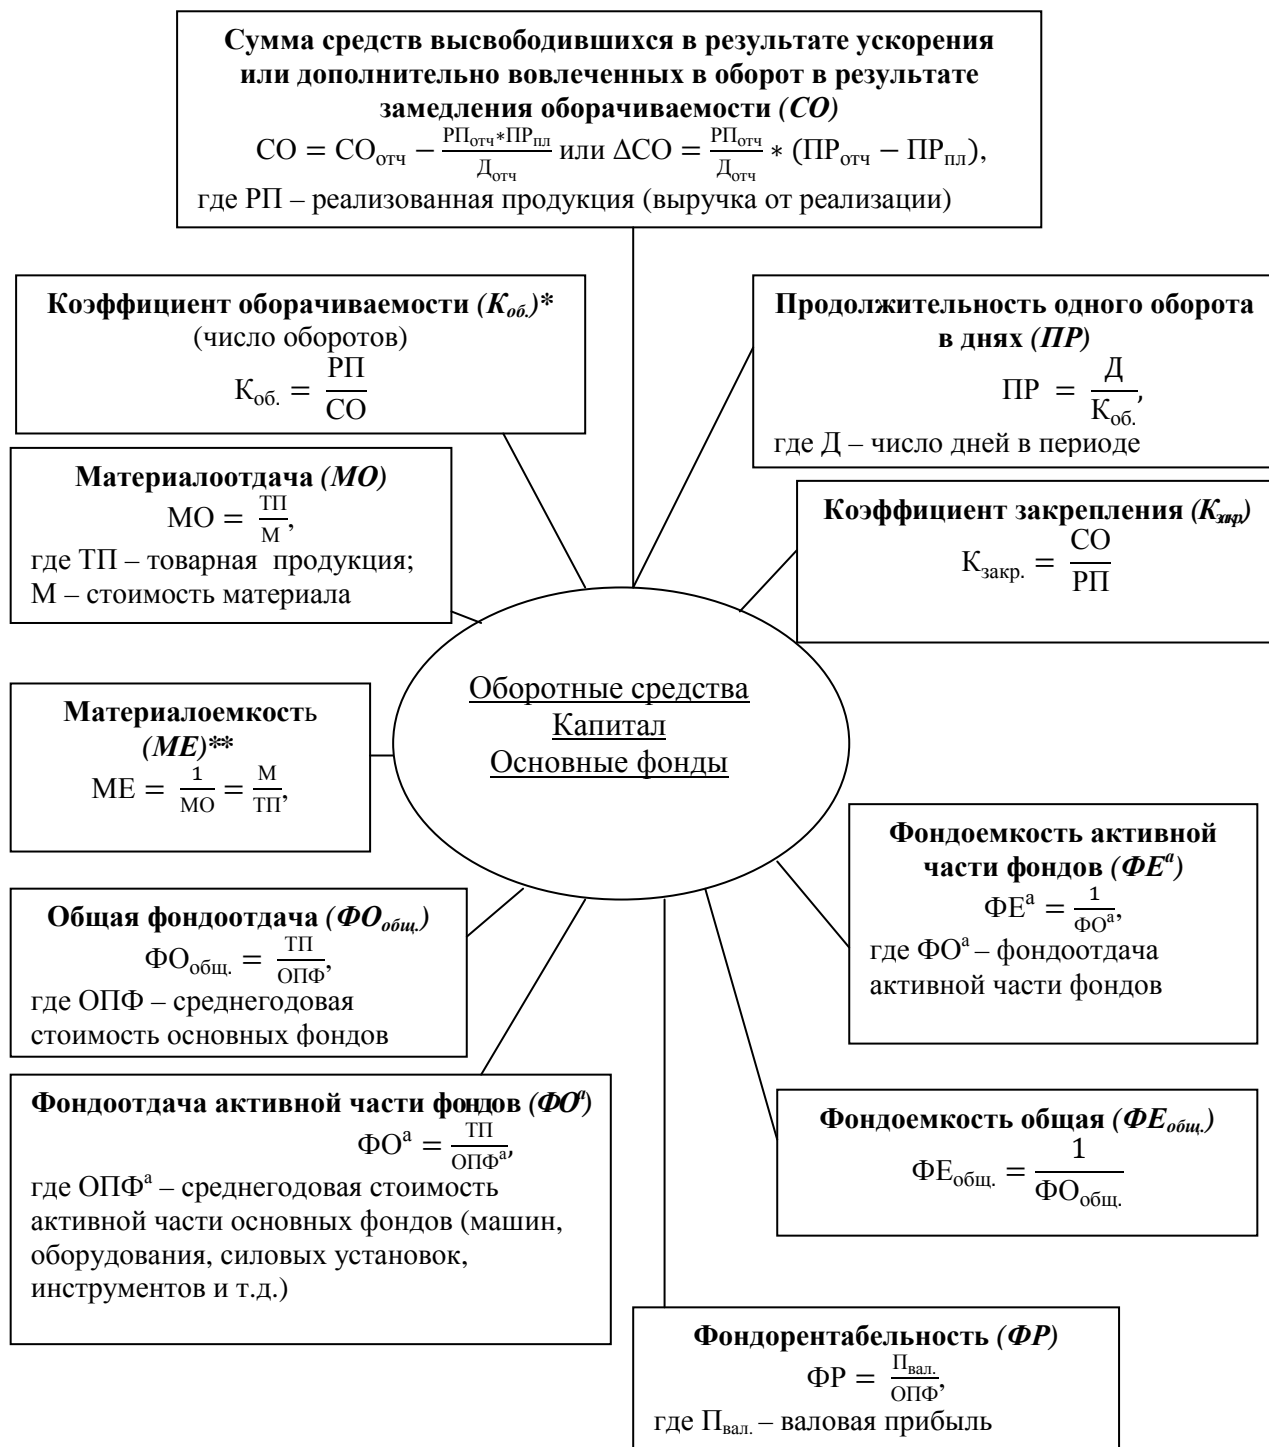 Сумма средств высвободившихся в результате ускорения
или дополнительно вовлеченных в оборот в результате
замедления оборачиваемости (СО)
СО = СО_отч − РП_отч*ПР_пл / Д_отч или ΔСО = РП_отч / Д_отч * (ПР_отч − ПР_пл),
где РП – реализованная продукция (выручка от реализации)
Коэффициент оборачиваемости (К_об.)*
(число оборотов)
К_об. = РП / СО
Продолжительность одного оборота
в днях (ПР)
ПР = Д / К_об.,
где Д – число дней в периоде
Материалоотдача (МО)
МО = ТП / М,
где ТП – товарная продукция;
М – стоимость материала
Коэффициент закрепления (К_закр.)
К_закр. = СО / РП
Оборотные средства
Капитал
Основные фонды
Материалоемкость
(МЕ)**
МЕ = 1 / МО = М / ТП,
Фондоемкость активной
части фондов (ФЕ^а)
ФЕ^а = 1 / ФО^а,
где ФО^а – фондоотдача
активной части фондов
Общая фондоотдача (ФО_общ.)
ФО_общ. = ТП / ОПФ,
где ОПФ – среднегодовая
стоимость основных фондов
Фондоотдача активной части фондов (ФО^а)
ФО^а = ТП / ОПФ^а,
где ОПФ^а – среднегодовая стоимость
активной части основных фондов (машин,
оборудования, силовых установок,
инструментов и т.д.)
Фондоемкость общая (ФЕ_общ.)
ФЕ_общ. = 1 / ФО_общ.
Фондорентабельность (ФР)
ФР = П_вал. / ОПФ,
где П_вал. – валовая прибыль